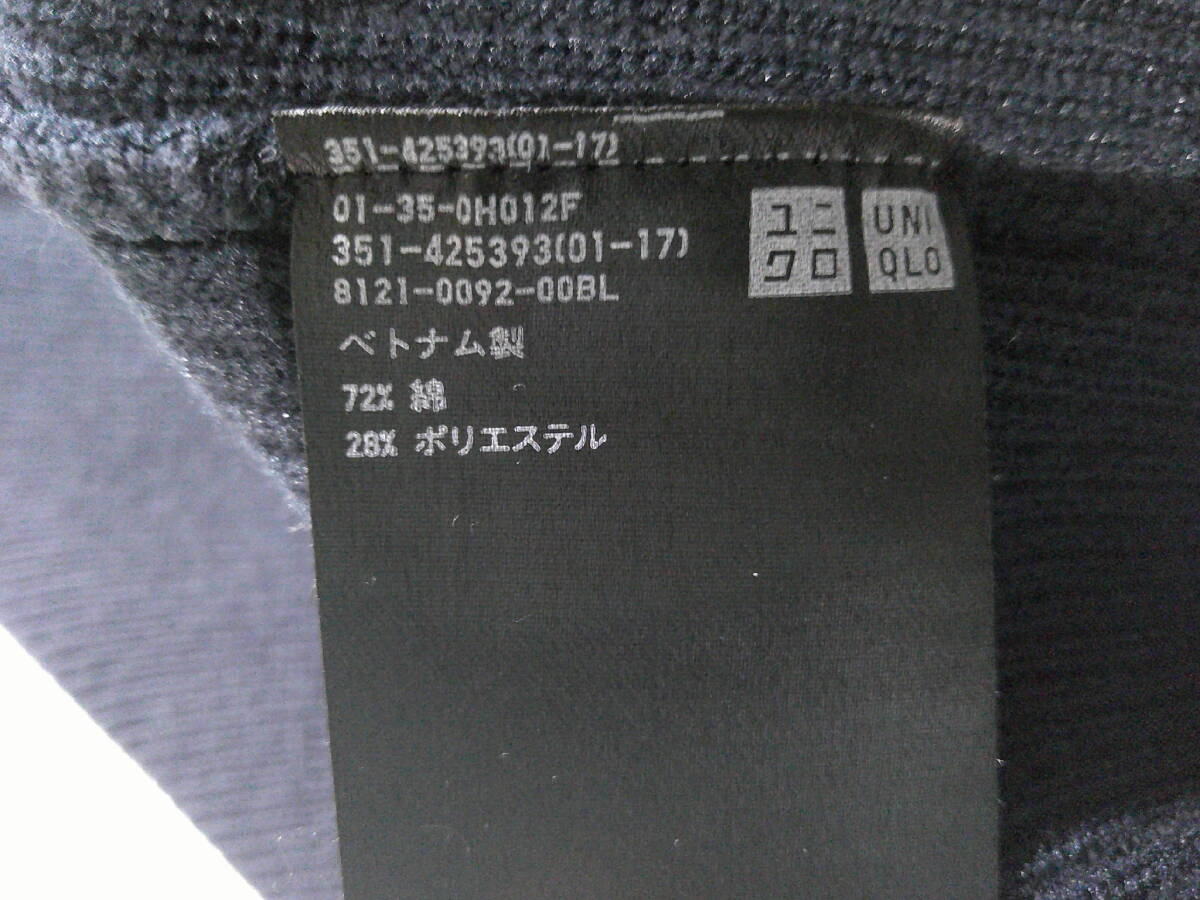 351-425393(01-17)
01-35-0H012F
351-425393(01-17)
8121-0092-00BL
ベトナム製
72% 綿
28% ポリエステル
ユニ
クロ
UNI
QLO